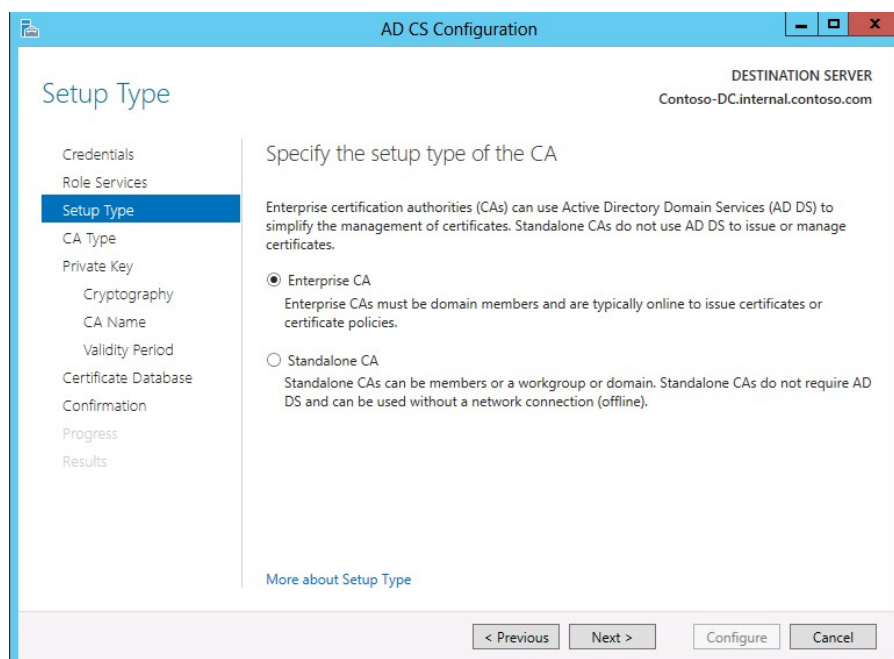 AD CS Configuration
Setup Type
DESTINATION SERVER
Contoso-DC.internal.contoso.com
Credentials
Role Services
Setup Type
CA Type
Private Key
Cryptography
CA Name
Validity Period
Certificate Database
Confirmation
Progress
Results
Specify the setup type of the CA
Enterprise certification authorities (CAs) can use Active Directory Domain Services (AD DS) to
simplify the management of certificates. Standalone CAs do not use AD DS to issue or manage
certificates.
Enterprise CA
Enterprise CAs must be domain members and are typically online to issue certificates or
certificate policies.
Standalone CA
Standalone CAs can be members or a workgroup or domain. Standalone CAs do not require AD
DS and can be used without a network connection (offline).
More about Setup Type
< Previous
Next >
Configure
Cancel